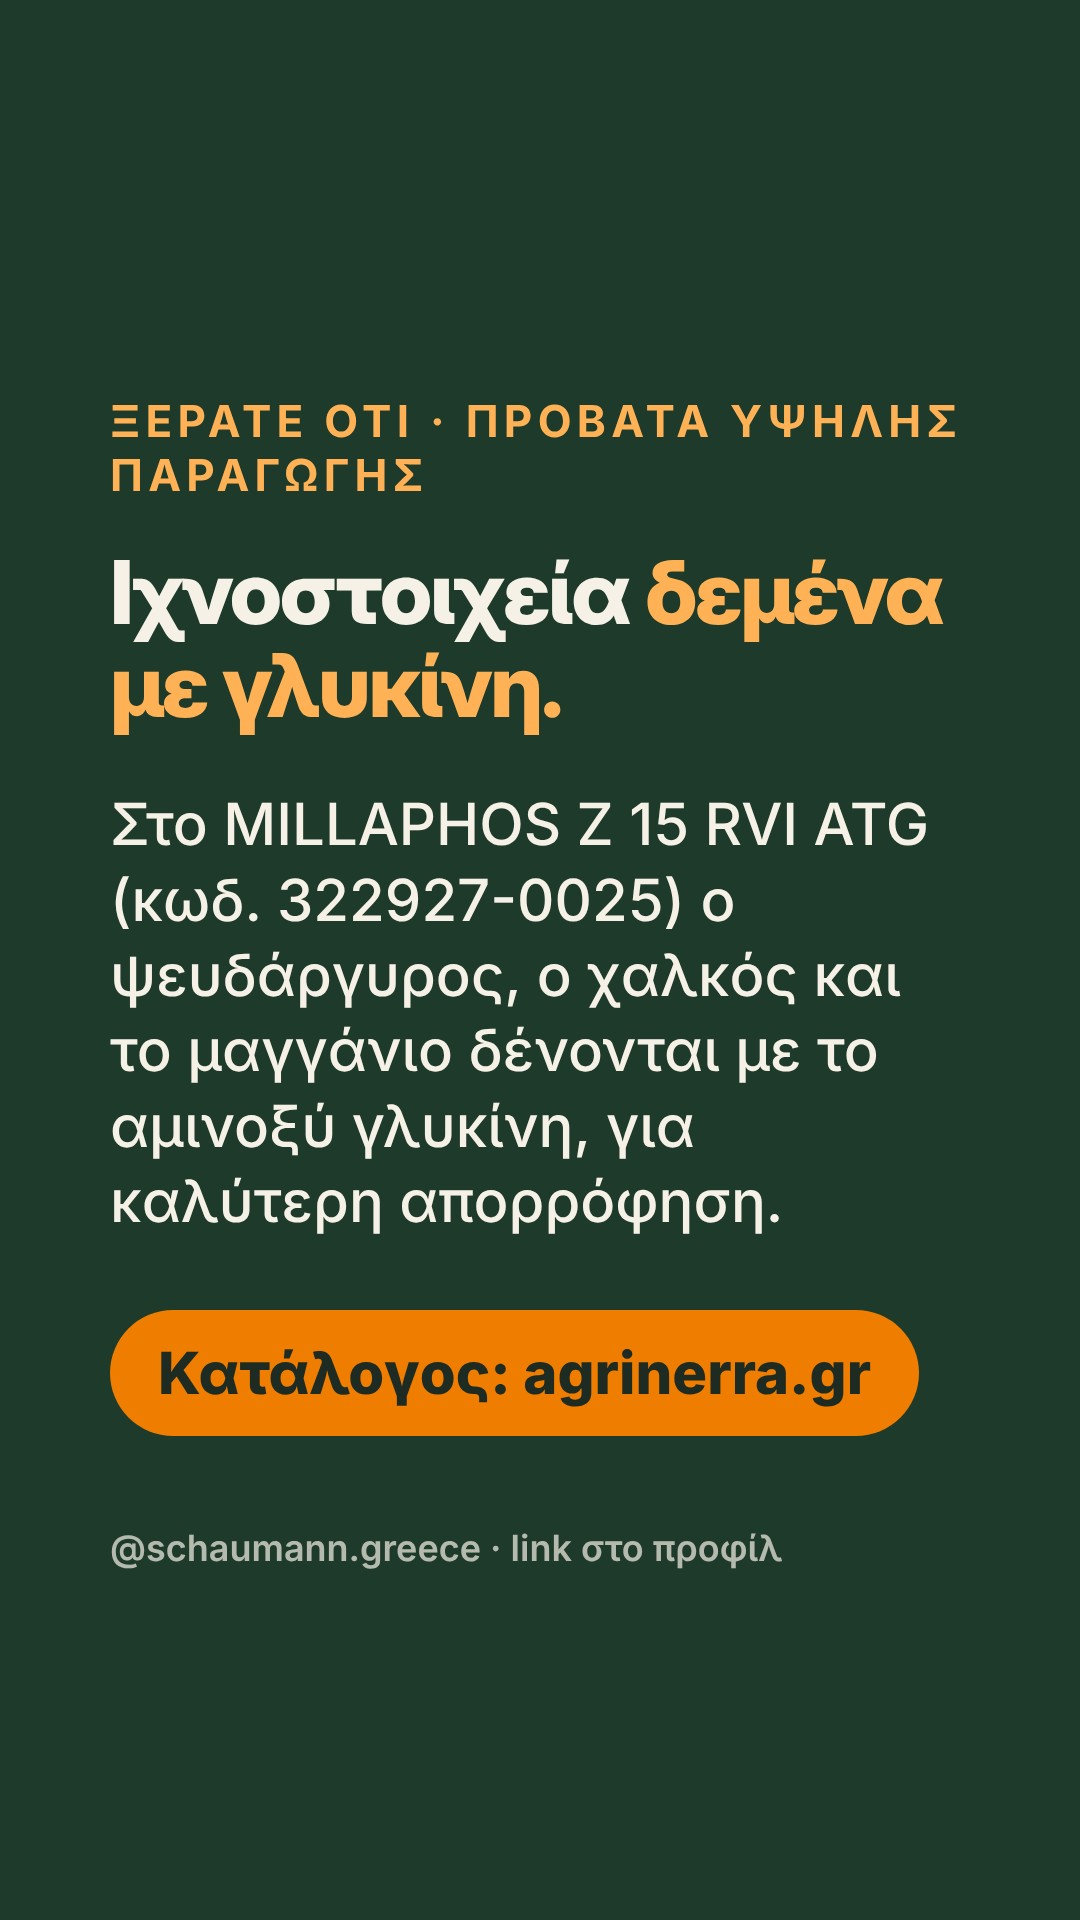 ΞΕΡΑΤΕ ΟΤΙ · ΠΡΟΒΑΤΑ ΥΨΗΛΗΣ
ΠΑΡΑΓΩΓΗΣ
Ιχνοστοιχεία δεμένα
με γλυκίνη.
Στο MILLAPHOS Z 15 RVI ATG
(κωδ. 322927-0025) ο
ψευδάργυρος, ο χαλκός και
το μαγγάνιο δένονται με το
αμινοξύ γλυκίνη, για
καλύτερη απορρόφηση.
Κατάλογος: agrinerra.gr
@schaumann.greece · link στο προφίλ